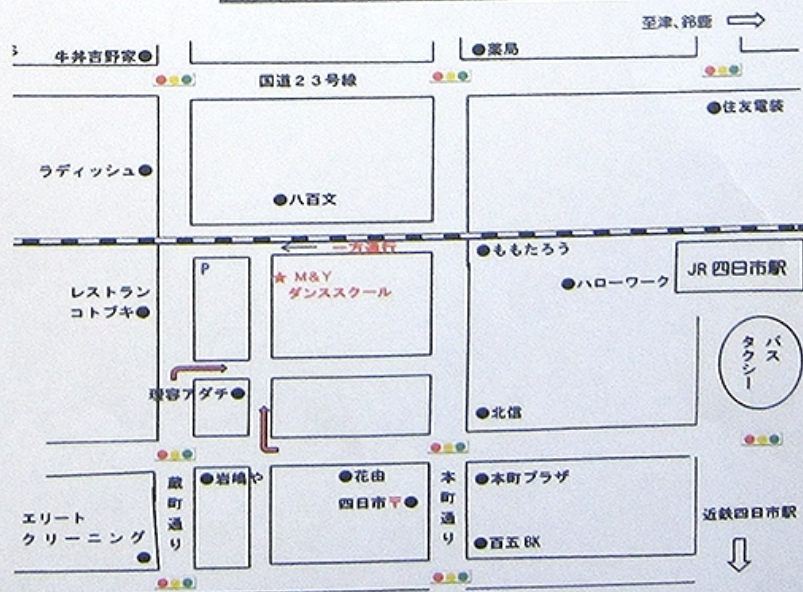 至津、鈴鹿
牛丼吉野家
薬局
国道23号線
住友電装
ラディッシュ
八百文
一方通行
ももたろう
P
M&Y
ダンススクール
ハローワーク
JR 四日市駅
レストラン
コトブキ
バス
タクシー
理容アダチ
北信
蔵町通り
岩嶋や
花由
四日市〒
本町通り
本町プラザ
エリート
クリーニング
百五BK
近鉄四日市駅